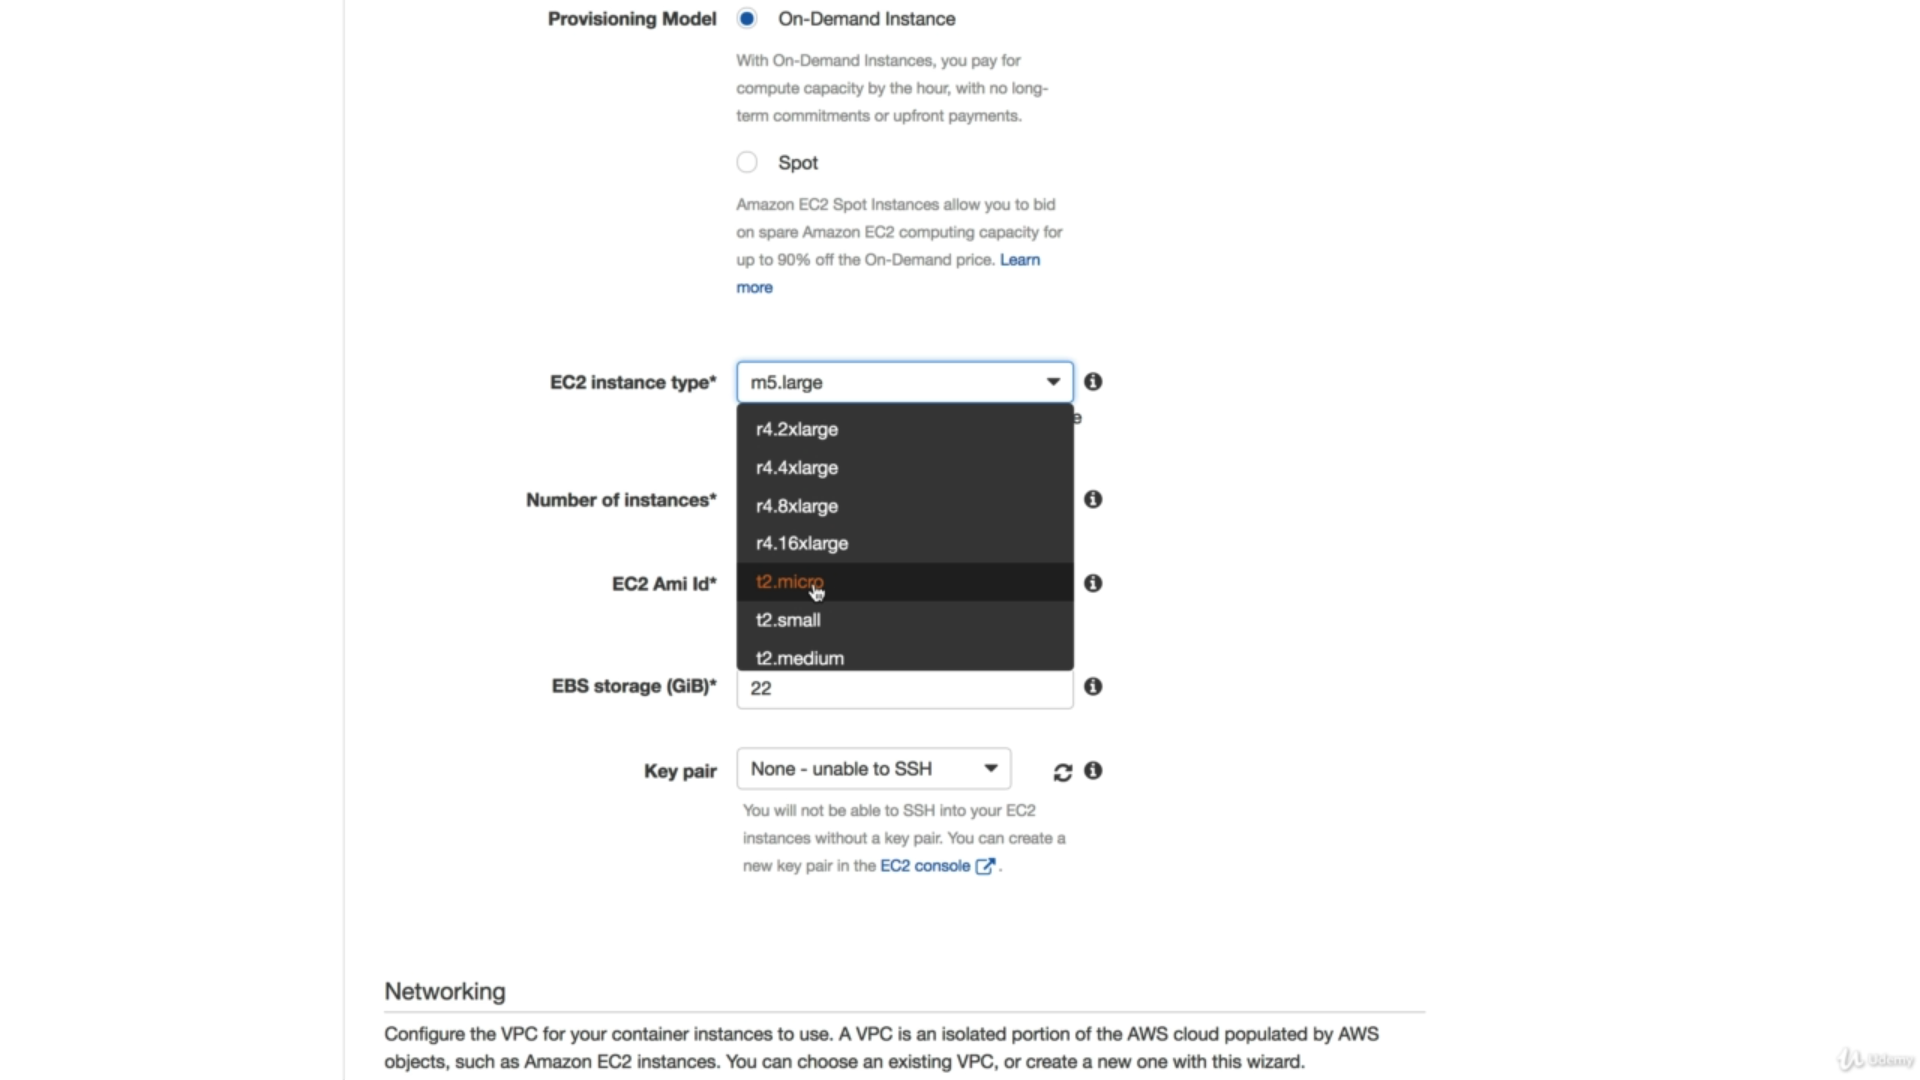 Provisioning Model On-Demand Instance
With On-Demand Instances, you pay for
compute capacity by the hour, with no long-
term commitments or upfront payments.
Spot
Amazon EC2 Spot Instances allow you to bid
on spare Amazon EC2 computing capacity for
up to 90% off the On-Demand price. Learn
more
EC2 instance type* m5.large
e
r4.2xlarge
r4.4xlarge
Number of instances*
r4.8xlarge
r4.16xlarge
EC2 Ami Id* t2.micro
t2.small
t2.medium
EBS storage (GiB)* 22
Key pair None - unable to SSH
You will not be able to SSH into your EC2
instances without a key pair. You can create a
new key pair in the EC2 console .
Networking
Configure the VPC for your container instances to use. A VPC is an isolated portion of the AWS cloud populated by AWS
objects, such as Amazon EC2 instances. You can choose an existing VPC, or create a new one with this wizard.
Udemy